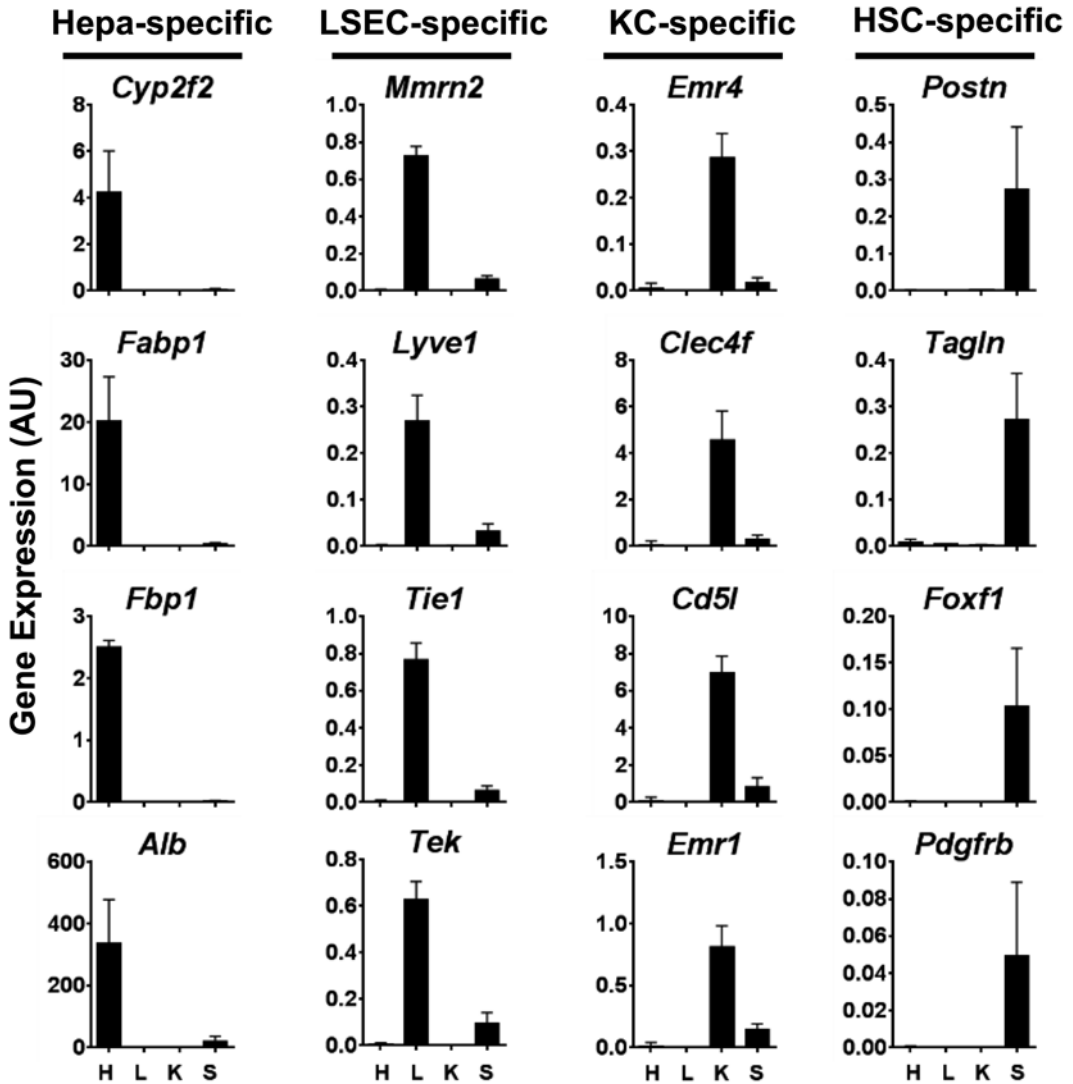 Hepa-specific LSEC-specific KC-specific HSC-specific
Gene Expression (AU)
Cyp2f2 Mmrn2 Emr4 Postn
8 1.0 0.4 0.5
6 0.8 0.3 0.4
4 0.6 0.2 0.3
2 0.4 0.1 0.2
0 0.2 0.0 0.1
0.0 0.0
Fabp1 Lyve1 Clec4f Tagln
30 0.4 8 0.4
20 0.3 6 0.3
10 0.2 4 0.2
0 0.1 2 0.1
0.0 0 0.0
Fbp1 Tie1 Cd5l Foxf1
3 1.0 10 0.20
2 0.8 8 0.15
1 0.6 6 0.10
0 0.4 4 0.05
0.2 2 0.00
0.0 0
Alb Tek Emr1 Pdgfrb
600 0.8 1.5 0.10
400 0.6 1.0 0.08
200 0.4 0.5 0.06
0 0.2 0.0 0.04
0.0 0.02
0.00
H L K S H L K S H L K S H L K S